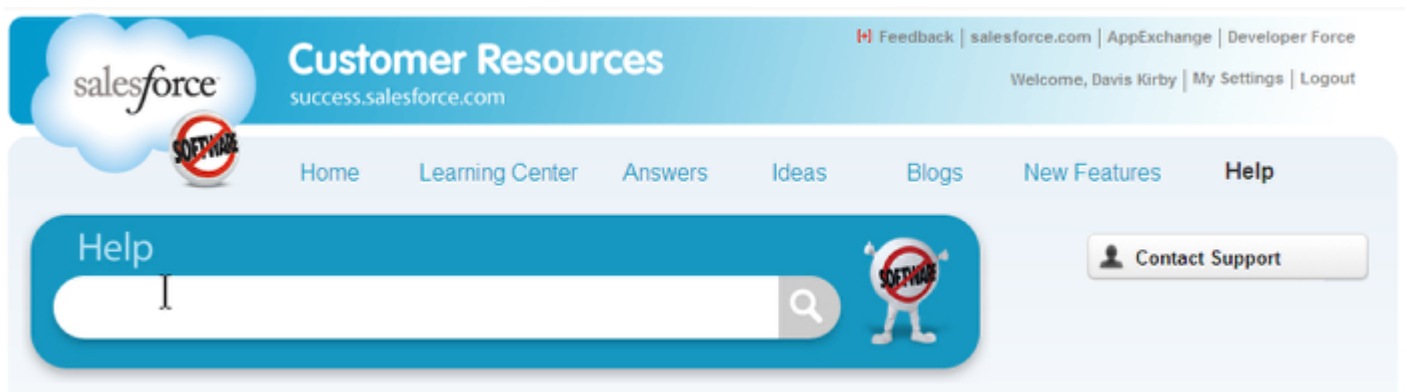 [+] Feedback | salesforce.com | AppExchange | Developer Force
salesforce
Customer Resources
success.salesforce.com
Welcome, Davis Kirby | My Settings | Logout
SOFTWARE
Home Learning Center Answers Ideas Blogs New Features Help
Help
SOFTWARE
Contact Support